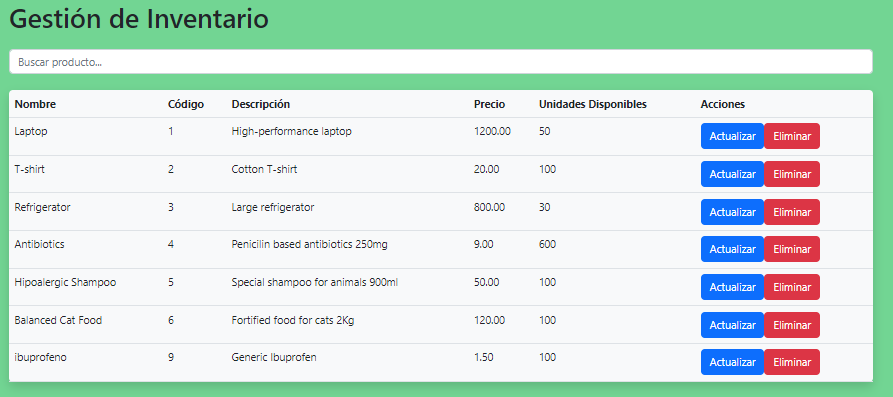 Gestión de Inventario
Buscar producto...
Nombre Código Descripción Precio Unidades Disponibles Acciones
Laptop 1 High-performance laptop 1200.00 50 Actualizar Eliminar
T-shirt 2 Cotton T-shirt 20.00 100 Actualizar Eliminar
Refrigerator 3 Large refrigerator 800.00 30 Actualizar Eliminar
Antibiotics 4 Penicilin based antibiotics 250mg 9.00 600 Actualizar Eliminar
Hipoalergic Shampoo 5 Special shampoo for animals 900ml 50.00 100 Actualizar Eliminar
Balanced Cat Food 6 Fortified food for cats 2Kg 120.00 100 Actualizar Eliminar
ibuprofeno 9 Generic Ibuprofen 1.50 100 Actualizar Eliminar